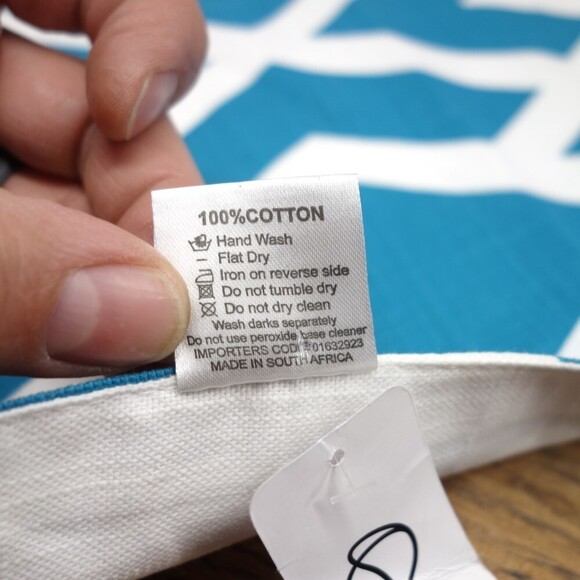 100%COTTON
Hand Wash
Flat Dry
Iron on reverse side
Do not tumble dry
Do not dry clean
Wash darks separately
Do not use peroxide base cleaner
IMPORTERS CODE 01632923
MADE IN SOUTH AFRICA